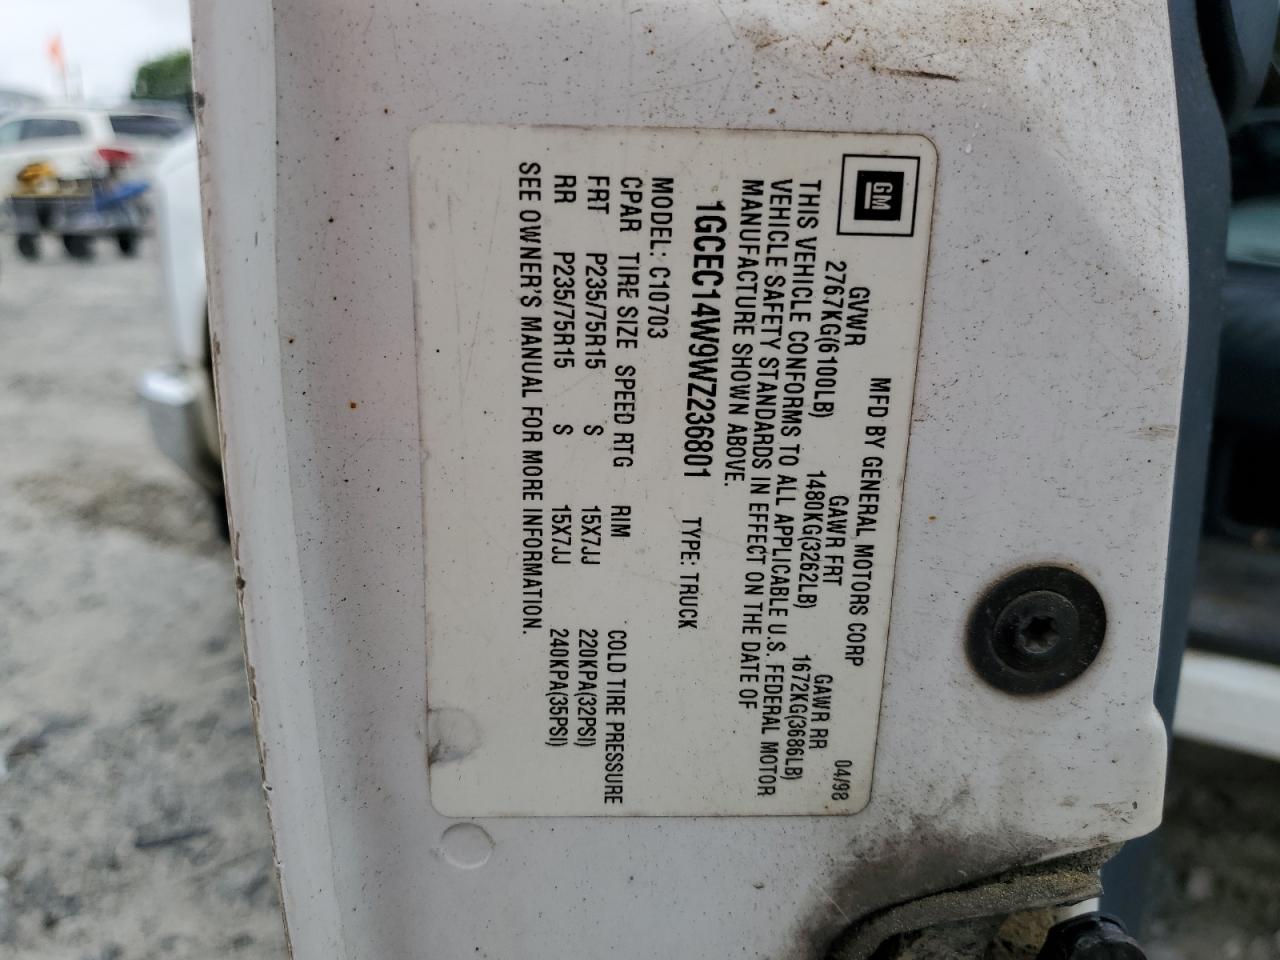 GM
MFD BY GENERAL MOTORS CORP 04/98
GVWR GAWR FRT GAWR RR
2767KG(6100LB) 1480KG(3262LB) 1672KG(3686LB)
THIS VEHICLE CONFORMS TO ALL APPLICABLE U.S. FEDERAL MOTOR
VEHICLE SAFETY STANDARDS IN EFFECT ON THE DATE OF
MANUFACTURE SHOWN ABOVE.
1GCEC14W9WZ236801 TYPE: TRUCK
MODEL: C10703
CPAR TIRE SIZE SPEED RTG RIM COLD TIRE PRESSURE
FRT P235/75R15 S 15X7JJ 220KPA(32PSI)
RR P235/75R15 S 15X7JJ 240KPA(35PSI)
SEE OWNER'S MANUAL FOR MORE INFORMATION.